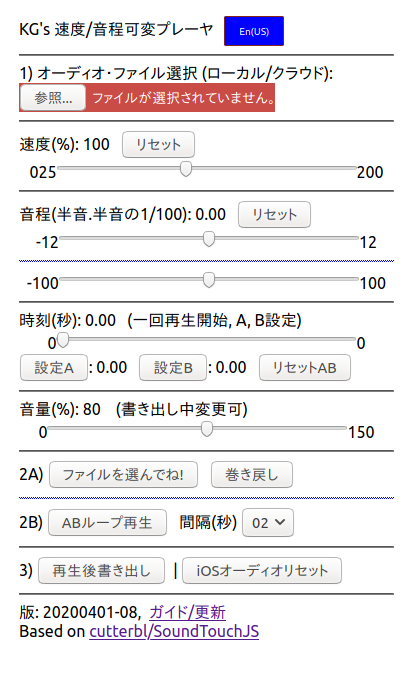 KG's 速度/音程可変プレーヤ En(US)
1) オーディオ・ファイル選択 (ローカル/クラウド):
参照... ファイルが選択されていません。
速度(%): 100 リセット
025 200
音程(半音.半音の1/100): 0.00 リセット
-12 12
-100 100
時刻(秒): 0.00 (一回再生開始, A, B設定)
0 0
設定A : 0.00 設定B : 0.00 リセットAB
音量(%): 80 (書き出し中変更可)
0 150
2A) ファイルを選んでね! 巻き戻し
2B) ABループ再生 間隔(秒) 02
3) 再生後書き出し | iOSオーディオリセット
版: 20200401-08, ガイド/更新
Based on cutterbl/SoundTouchJS